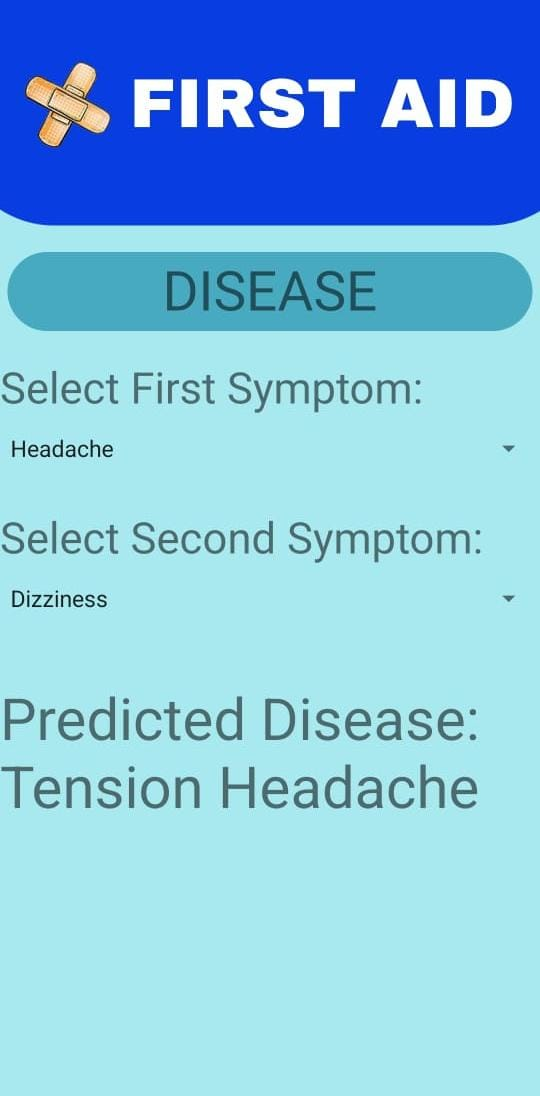 FIRST AID
DISEASE
Select First Symptom:
Headache
Select Second Symptom:
Dizziness
Predicted Disease:
Tension Headache